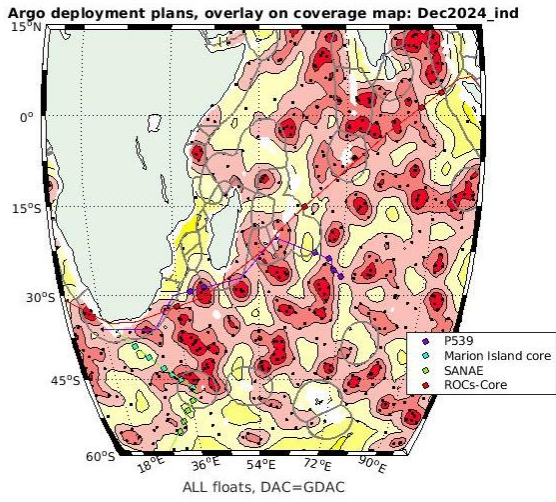 Argo deployment plans, overlay on coverage map: Dec2024_ind
15°N
0°
15°S
30°S
45°S
60°S
18°E 36°E 54°E 72°E 90°E
P539
Marion Island core
SANAE
ROCs-Core
ALL floats, DAC=GDAC